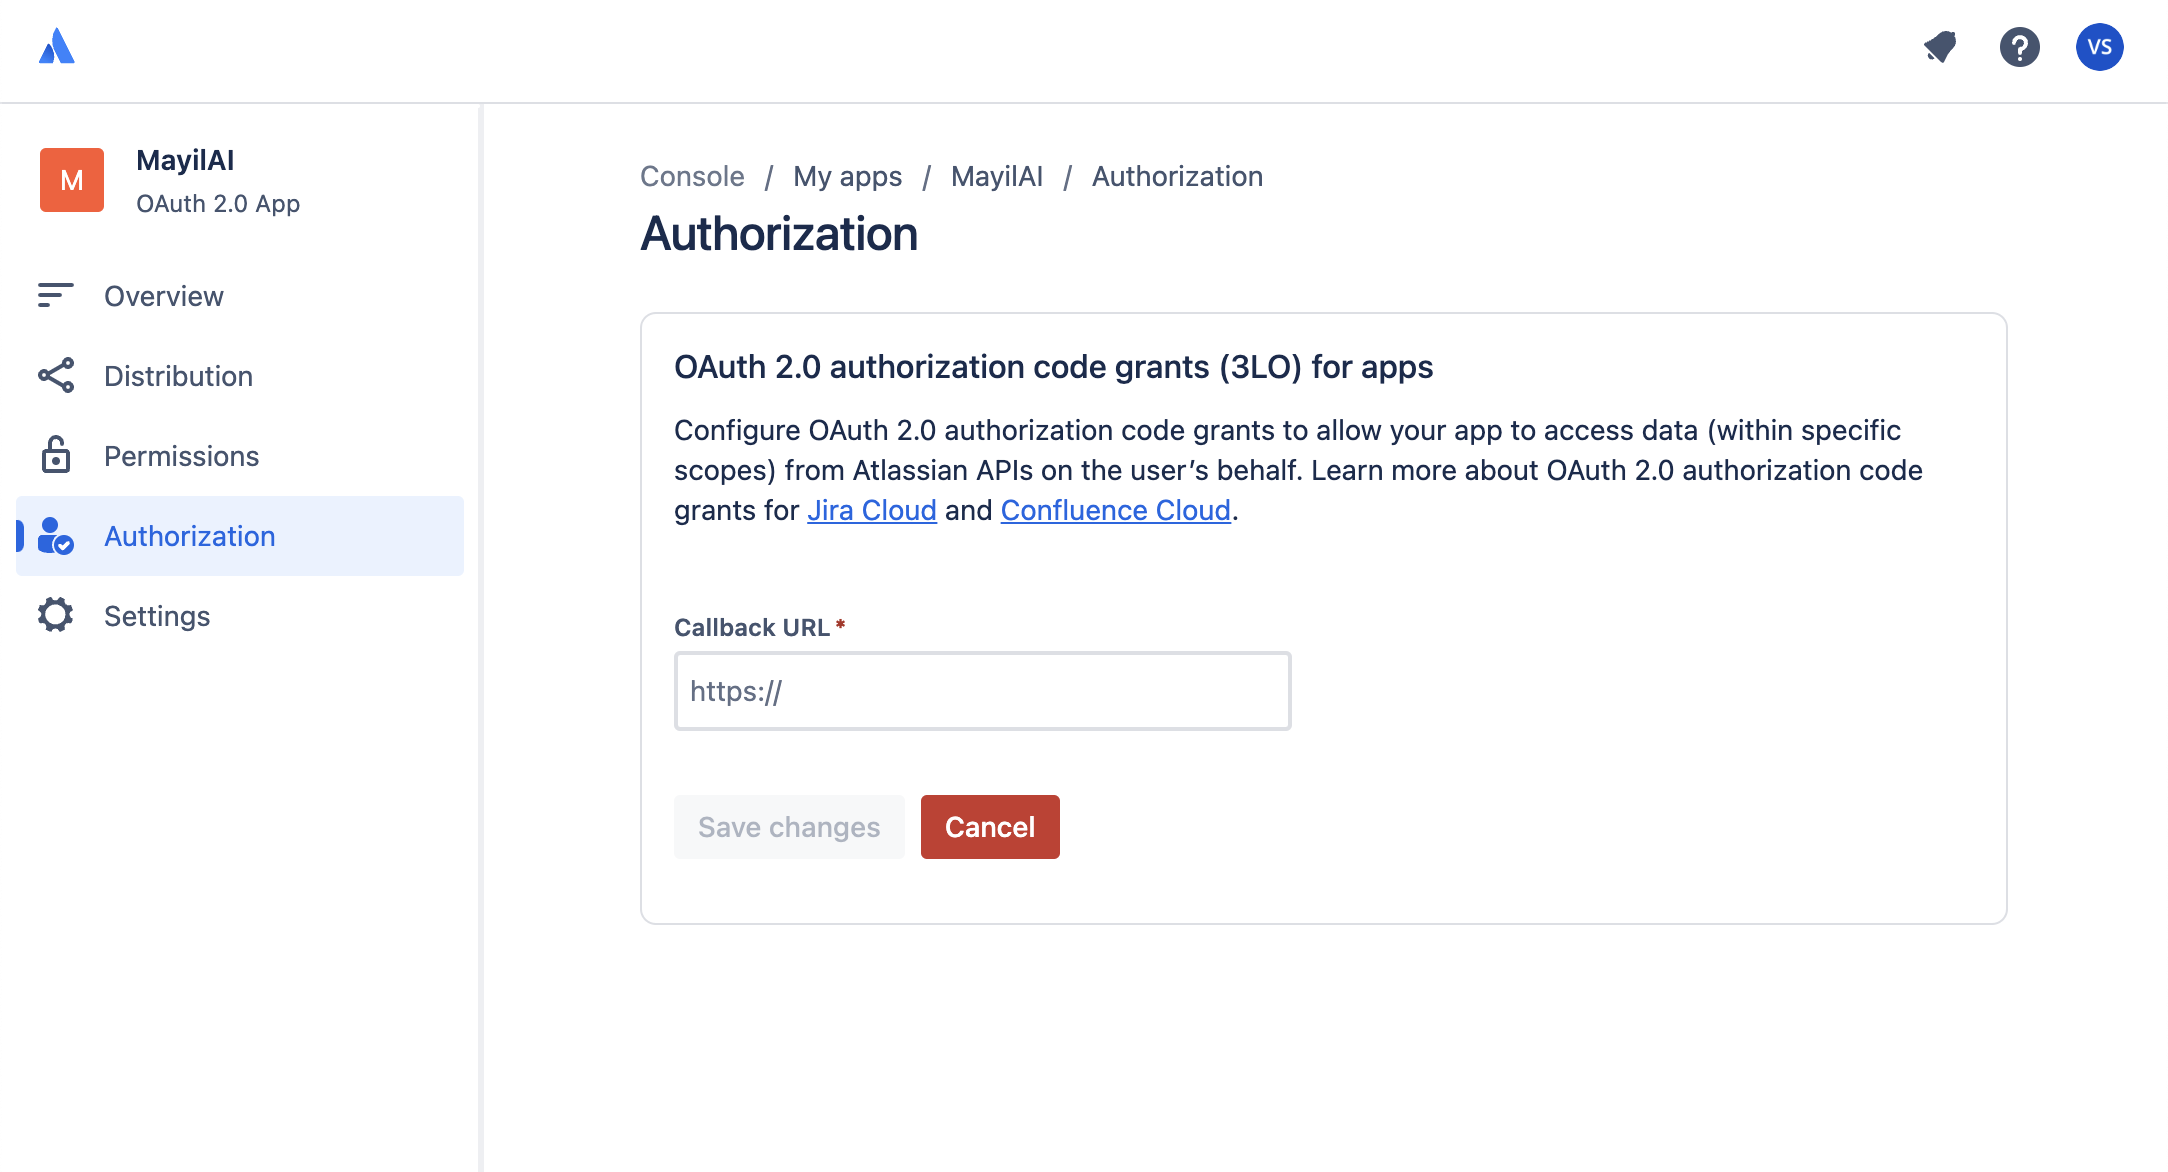 VS
M
MayilAI
OAuth 2.0 App
Overview
Distribution
Permissions
Authorization
Settings
Console / My apps / MayilAI / Authorization
Authorization
OAuth 2.0 authorization code grants (3LO) for apps
Configure OAuth 2.0 authorization code grants to allow your app to access data (within specific
scopes) from Atlassian APIs on the user’s behalf. Learn more about OAuth 2.0 authorization code
grants for Jira Cloud and Confluence Cloud.
Callback URL *
https://
Save changes
Cancel